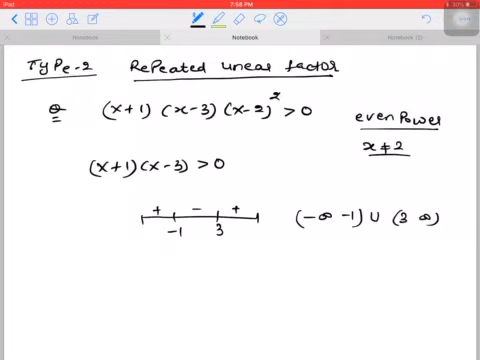 iPad 7:58 PM
Notebook Notebook Notebook (2)
TYPe-2 Repeated linear factor
Q (x+1) (x-3) (x-2)² > 0
even Power
x ≠ 2
(x+1)(x-3) > 0
+ - +
-1 3
(-∞ -1) ∪ (3 ∞)